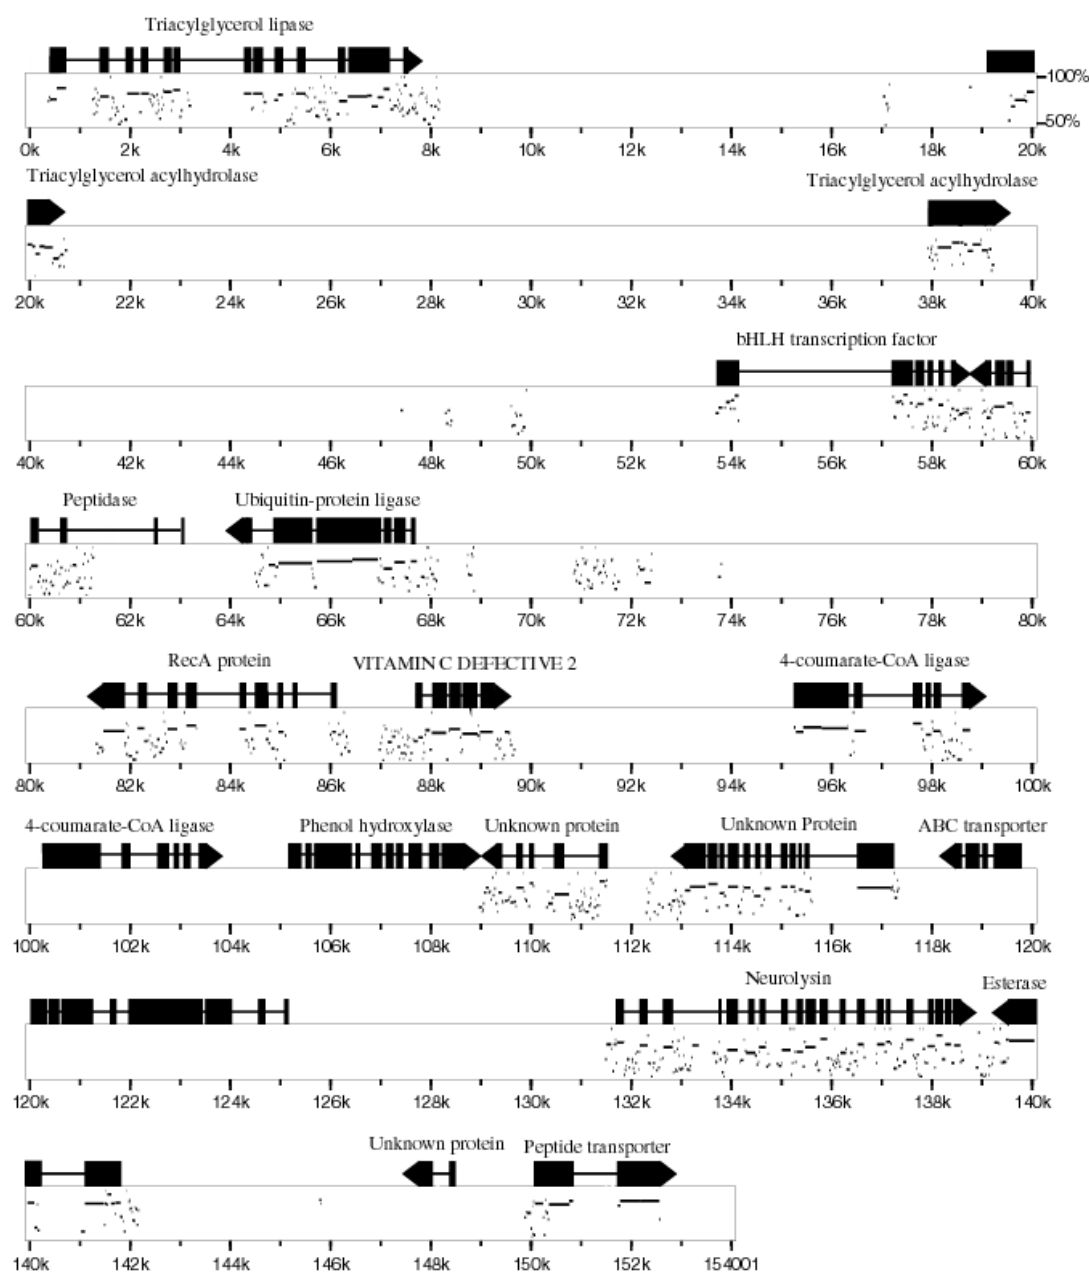 Triacylglycerol lipase
100%
50%
0k 2k 4k 6k 8k 10k 12k 14k 16k 18k 20k
Triacylglycerol acylhydrolase Triacylglycerol acylhydrolase
20k 22k 24k 26k 28k 30k 32k 34k 36k 38k 40k
bHLH transcription factor
40k 42k 44k 46k 48k 50k 52k 54k 56k 58k 60k
Peptidase Ubiquitin-protein ligase
60k 62k 64k 66k 68k 70k 72k 74k 76k 78k 80k
RecA protein VITAMIN C DEFECTIVE 2 4-coumarate-CoA ligase
80k 82k 84k 86k 88k 90k 92k 94k 96k 98k 100k
4-coumarate-CoA ligase Phenol hydroxylase Unknown protein Unknown Protein ABC transporter
100k 102k 104k 106k 108k 110k 112k 114k 116k 118k 120k
Neurolysin Esterase
120k 122k 124k 126k 128k 130k 132k 134k 136k 138k 140k
Unknown protein Peptide transporter
140k 142k 144k 146k 148k 150k 152k 154001